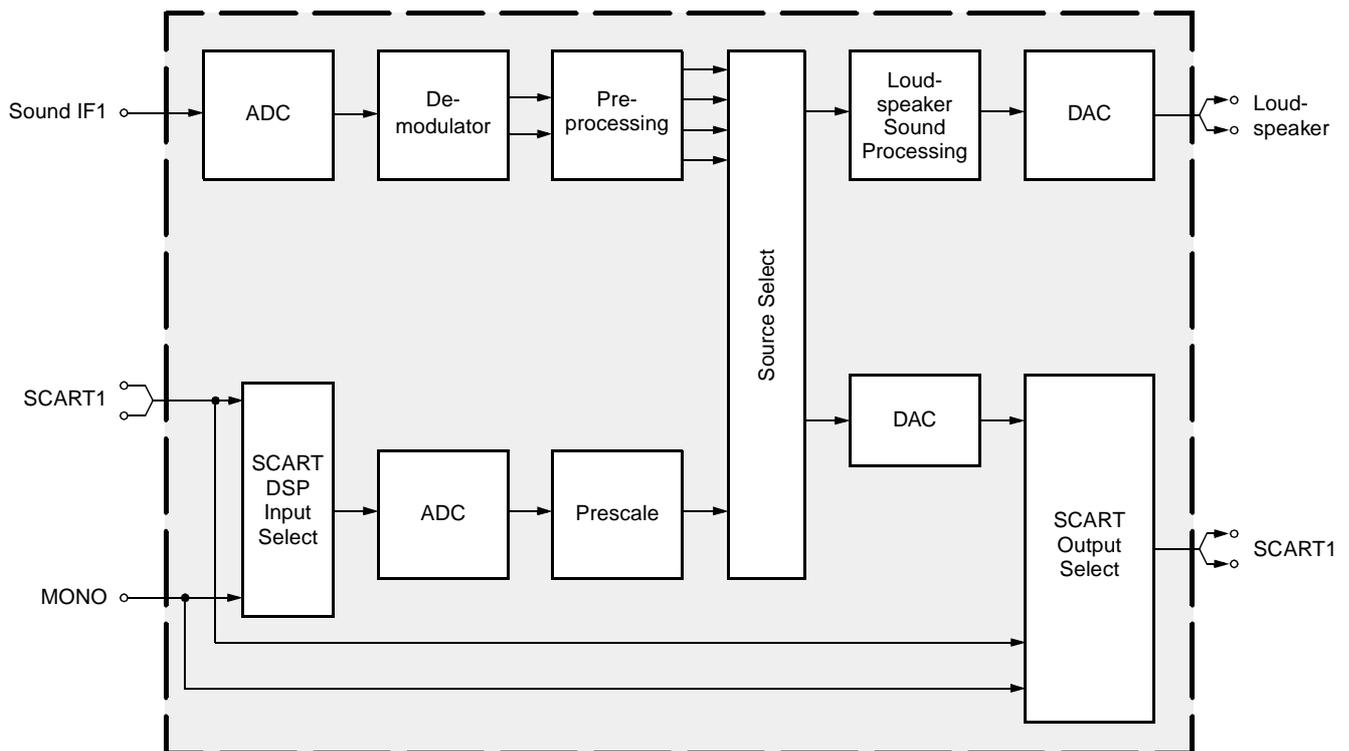 Sound IF1
ADC
De-
modulator
Pre-
processing
Loud-
speaker
Sound
Processing
DAC
Loud-
speaker
Source Select
SCART1
SCART
DSP
Input
Select
ADC
Prescale
DAC
SCART
Output
Select
SCART1
MONO